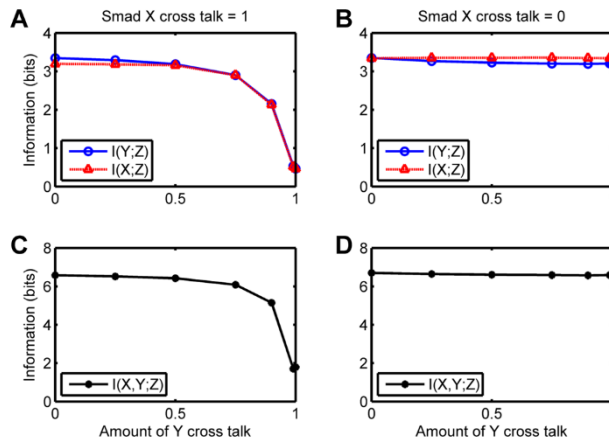 A
Smad X cross talk = 1
B
Smad X cross talk = 0
Information (bits)
4
3
2
1
0
I(Y;Z)
I(X;Z)
0
0.5
1
4
3
2
1
0
I(Y;Z)
I(X;Z)
0
0.5
C
D
Information (bits)
8
6
4
2
0
I(X,Y;Z)
0
0.5
1
Amount of Y cross talk
8
6
4
2
0
I(X,Y;Z)
0
0.5
Amount of Y cross talk